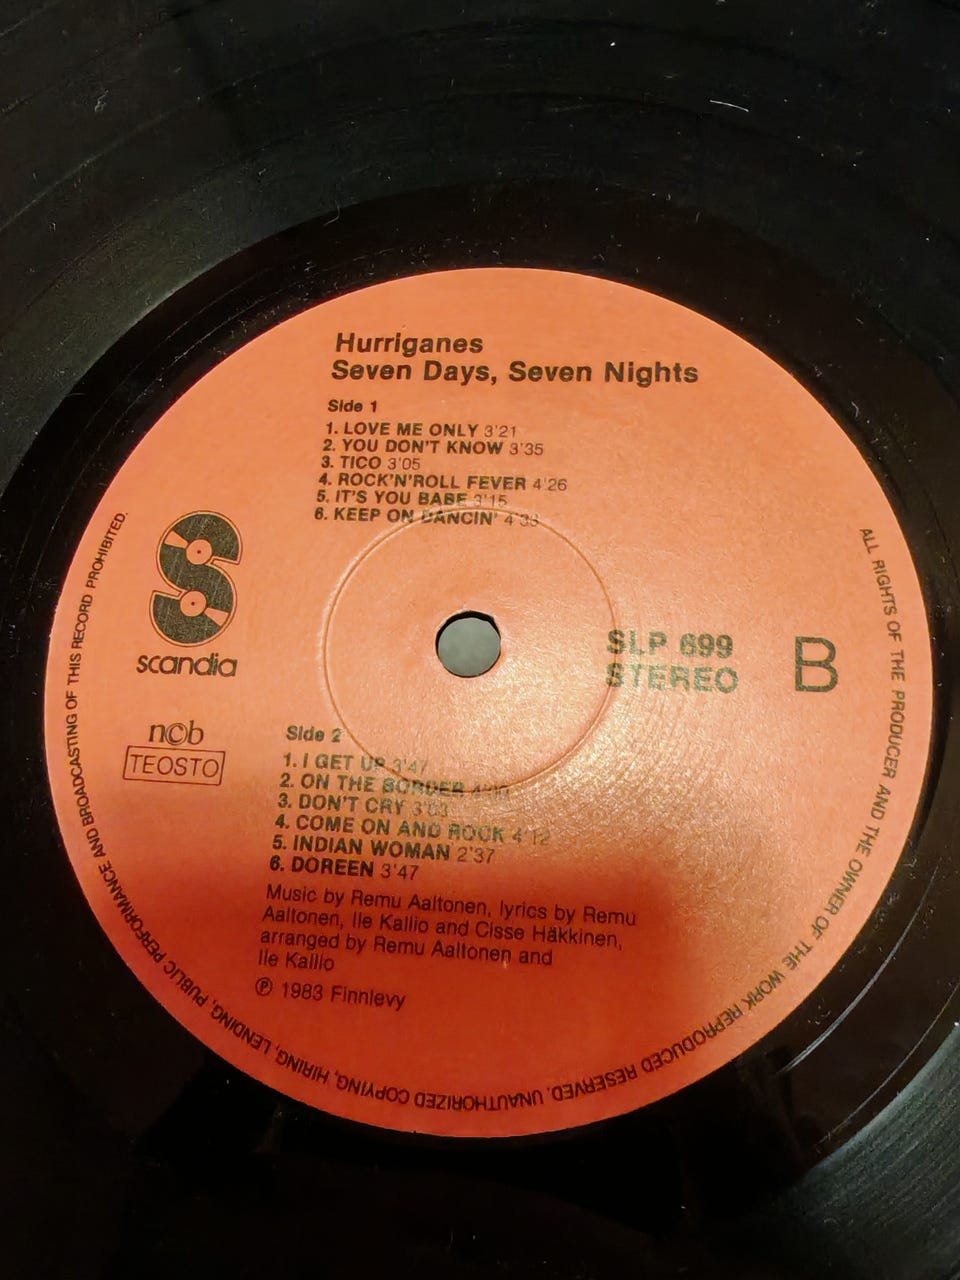 Hurriganes
Seven Days, Seven Nights
Side 1
1. LOVE ME ONLY 3'21
2. YOU DON'T KNOW 3'35
3. TICO 3'05
4. ROCK'N'ROLL FEVER 4'26
5. IT'S YOU BABE 3'15
6. KEEP ON DANCIN' 4'33
scandia
SLP 699
STEREO
B
ncb
TEOSTO
Side 2
1. I GET UP 3'47
2. ON THE BORDER
3. DON'T CRY 3'03
4. COME ON AND ROCK 4'12
5. INDIAN WOMAN 2'37
6. DOREEN 3'47
Music by Remu Aaltonen, lyrics by Remu
Aaltonen, Ile Kallio and Cisse Häkkinen,
arranged by Remu Aaltonen and
Ile Kallio
Ⓟ 1983 Finnlevy
ALL RIGHTS OF THE PRODUCER AND THE OWNER OF THE WORK REPRODUCED RESERVED. UNAUTHORIZED COPYING, HIRING, LENDING, PUBLIC PERFORMANCE AND BROADCASTING OF THIS RECORD PROHIBITED.